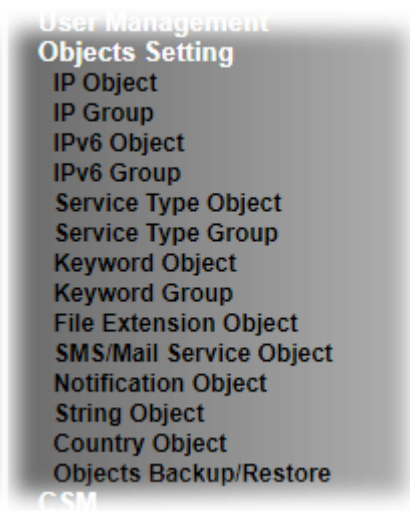 User Management
Objects Setting
IP Object
IP Group
IPv6 Object
IPv6 Group
Service Type Object
Service Type Group
Keyword Object
Keyword Group
File Extension Object
SMS/Mail Service Object
Notification Object
String Object
Country Object
Objects Backup/Restore
CSM